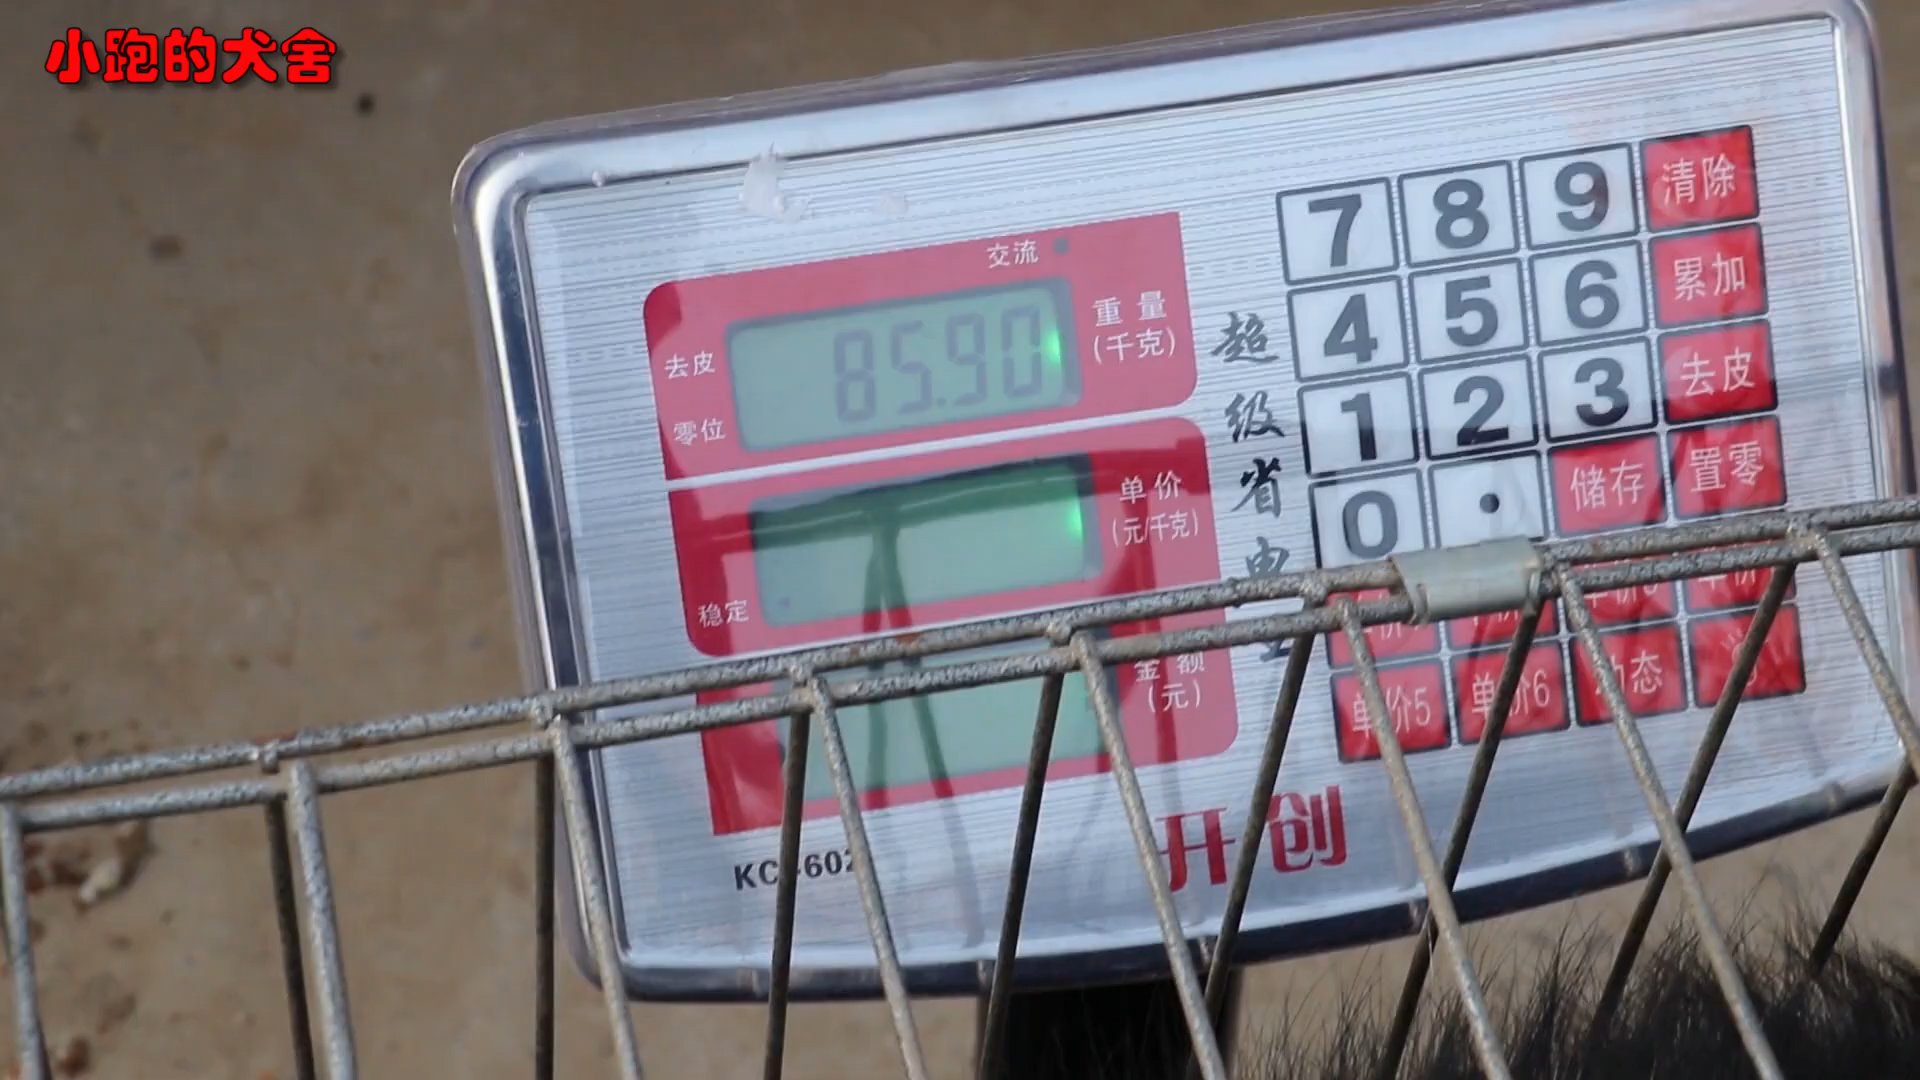 小跑的犬舍
交流
去皮
零位
85.90
重量
(千克)
稳定
单价
(元/千克)
金额
(元)
超级省电
7 8 9 清除
4 5 6 累加
1 2 3 去皮
0 . 储存 置零
单价5 单价6 动态
开创